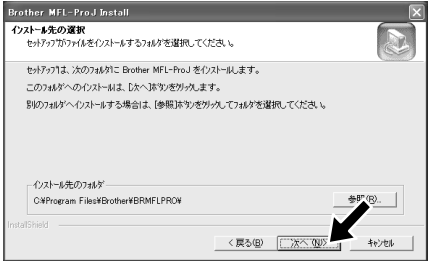 Brother MFL-ProJ Install
インストール先の選択
セットアップがファイルをインストールするフォルダを選択してください。
セットアップは、次のフォルダに Brother MFL-ProJ をインストールします。
このフォルダへのインストールは、[次へ]ボタンをクリックします。
別のフォルダへインストールする場合は、[参照]ボタンをクリックしてフォルダを選択してください。
インストール先のフォルダ
C:¥Program Files¥Brother¥BRMFLPRO¥
参照(R)...
InstallShield
< 戻る(B)
次へ(N)>
キャンセル